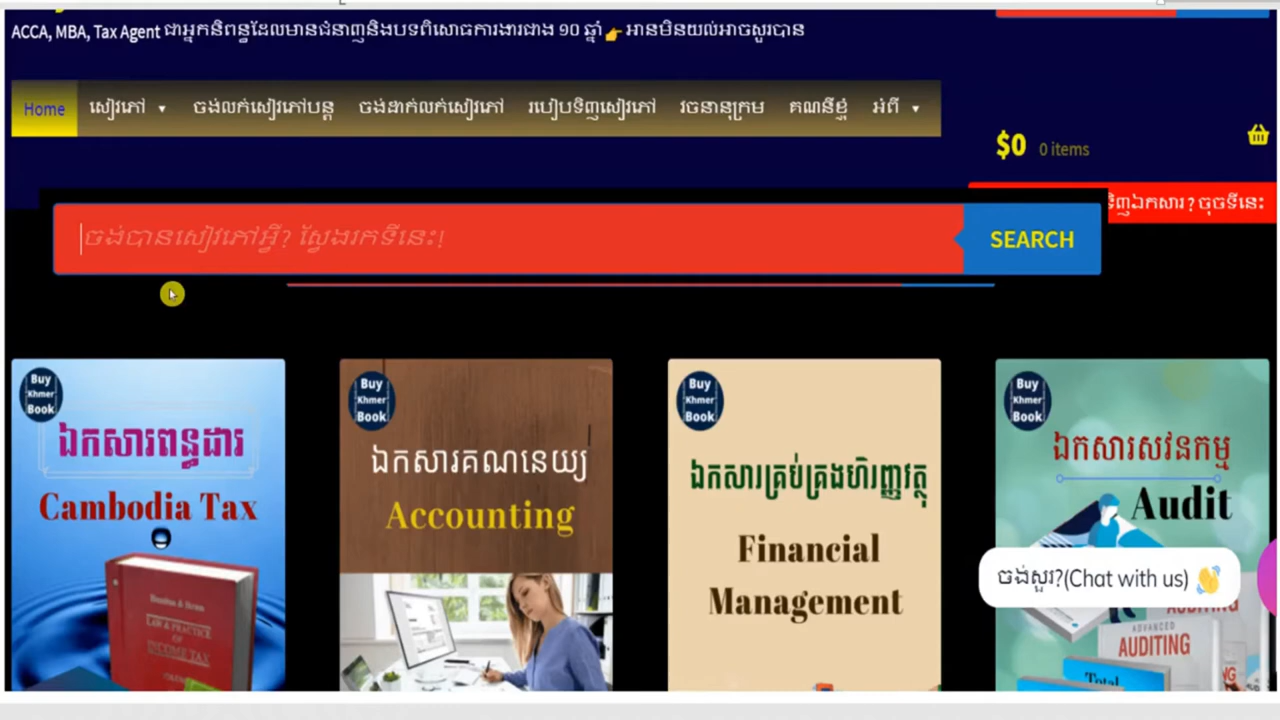 ACCA, MBA, Tax Agent ជាអ្នកនិពន្ធដែលមានជំនាញនិងបទពិសោធការងារជាង ១០ ឆ្នាំ👉អានមិនយល់អាចសួរបាន
Home សៀវភៅ ▼ ចង់លក់សៀវភៅបន្ត ចង់ដាក់លក់សៀវភៅ របៀបទិញសៀវភៅ វចនានុក្រម គណនីខ្ញុំ អំពី ▼
$0 0 items
ទិញឯកសារ? ចុចទីនេះ
ចង់បានសៀវភៅអ្វី? ស្វែងរកទីនេះ!
SEARCH
Buy
Khmer
Book
ឯកសារពន្ធដារ
Cambodia Tax
LAW & PRACTICE
OF
INCOME TAX
Buy
Khmer
Book
ឯកសារគណនេយ្យ
Accounting
Buy
Khmer
Book
ឯកសារគ្រប់គ្រងហិរញ្ញវត្ថុ
Financial
Management
Buy
Khmer
Book
ឯកសារសវនកម្ម
Audit
ចង់សួរ?(Chat with us) 👋
AUDITING
ADVANCED
AUDITING
Total